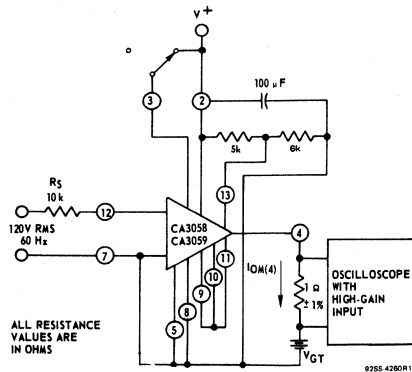 V+
3
2
100 μF
5k
6k
RS
10 k
12
13
4
120V RMS
60 Hz
7
CA3058
CA3059
11
10
9
8
5
IOM(4)
1 Ω
± 1%
OSCILLOSCOPE
WITH
HIGH-GAIN
INPUT
VGT
ALL RESISTANCE
VALUES ARE
IN OHMS
92SS-4260R1